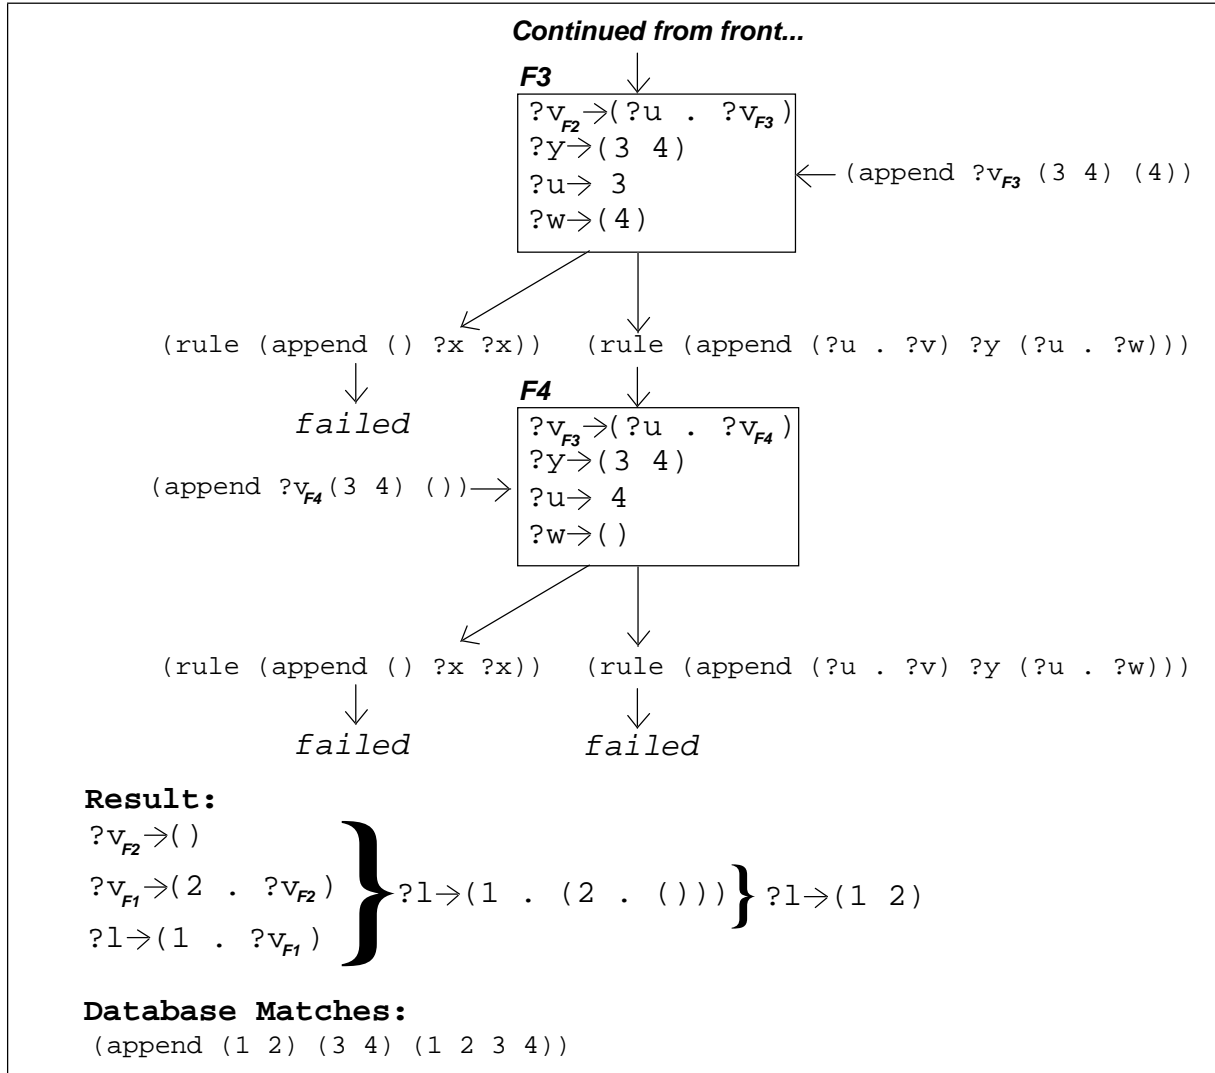 Continued from front...
F3
?vF2→(?u . ?vF3)
?y→(3 4)
?u→ 3
?w→(4)
(append ?vF3 (3 4) (4))
(rule (append () ?x ?x)) (rule (append (?u . ?v) ?y (?u . ?w)))
failed
F4
?vF3→(?u . ?vF4)
?y→(3 4)
?u→ 4
?w→()
(append ?vF4(3 4) ())
(rule (append () ?x ?x)) (rule (append (?u . ?v) ?y (?u . ?w)))
failed failed
Result:
?vF2→()
?vF1→(2 . ?vF2)
?l→(1 . ?vF1)
} ?l→(1 . (2 . ())) } ?l→(1 2)
Database Matches:
(append (1 2) (3 4) (1 2 3 4))